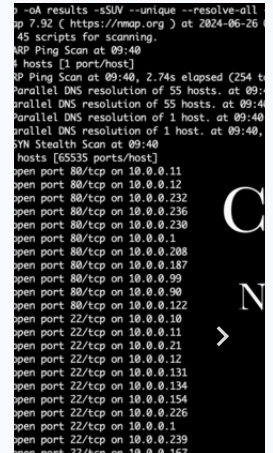 -oA results -sSUV --unique --resolve-all
7.92 ( https://nmap.org ) at 2024-06-26
45 scripts for scanning.
ARP Ping Scan at 09:40
hosts [1 port/host]
RP Ping Scan at 09:40, 2.74s elapsed (254
Parallel DNS resolution of 55 hosts. at 09:
Parallel DNS resolution of 55 hosts. at 09:4
Parallel DNS resolution of 1 host. at 09:40
arallel DNS resolution of 1 host. at 09:40,
SYN Stealth Scan at 09:40
hosts [65535 ports/host]
open port 80/tcp on 10.0.0.11
open port 80/tcp on 10.0.0.12
open port 80/tcp on 10.0.0.232
open port 80/tcp on 10.0.0.236
open port 80/tcp on 10.0.0.230
open port 80/tcp on 10.0.0.1
open port 80/tcp on 10.0.0.208
open port 80/tcp on 10.0.0.187
open port 80/tcp on 10.0.0.99
open port 80/tcp on 10.0.0.90
open port 80/tcp on 10.0.0.122
open port 22/tcp on 10.0.0.10
open port 22/tcp on 10.0.0.11
open port 22/tcp on 10.0.0.21
open port 22/tcp on 10.0.0.12
open port 22/tcp on 10.0.0.131
open port 22/tcp on 10.0.0.134
open port 22/tcp on 10.0.0.154
open port 22/tcp on 10.0.0.226
open port 22/tcp on 10.0.0.1
open port 22/tcp on 10.0.0.239
open port 22/tcp on 10.0.0.167
C
N